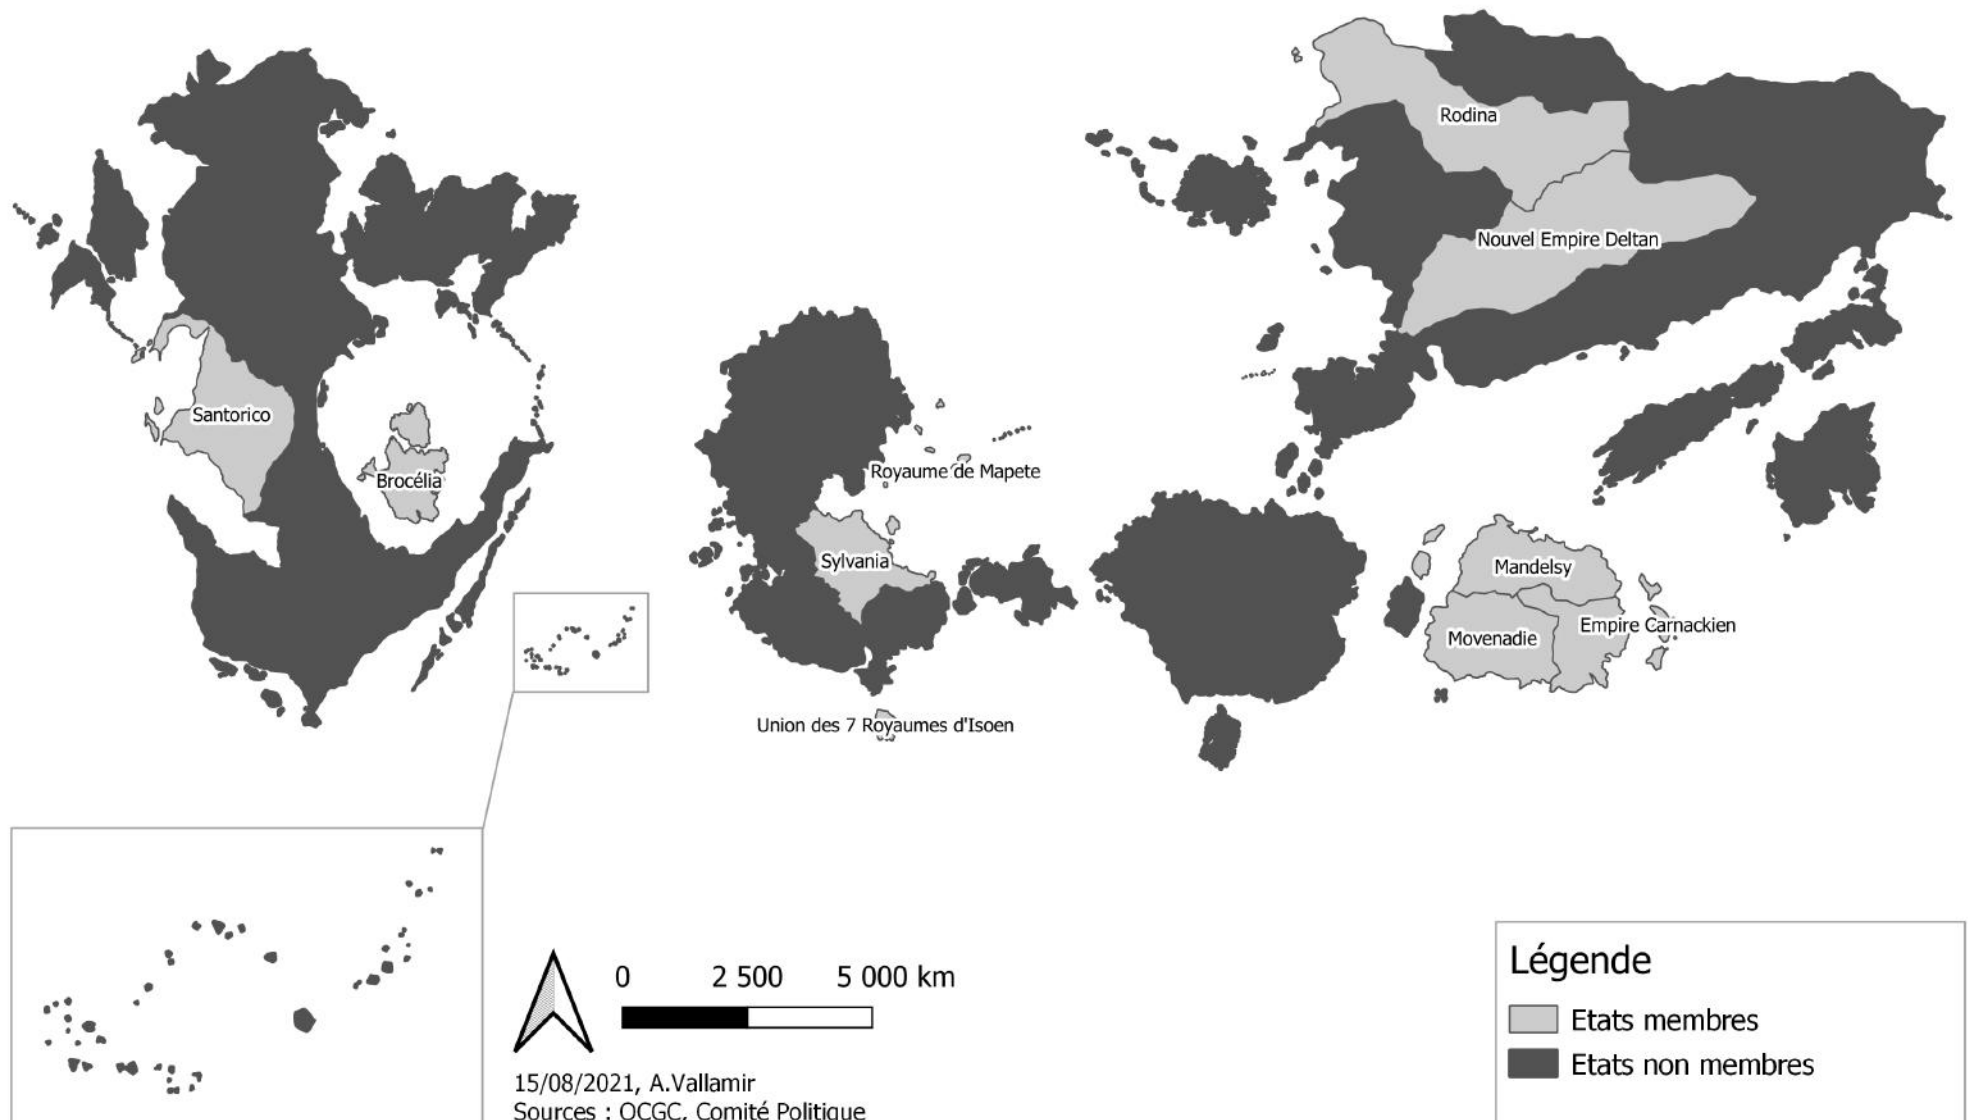 Rodina
Nouvel Empire Deltan
Santorico
Brocélia
Royaume de Mapete
Sylvania
Mandelsy
Empire Carnackien
Movenadie
Union des 7 Royaumes d'Isoen
0 2 500 5 000 km
15/08/2021, A.Vallamir
Sources : OCGC, Comité Politique
Légende
Etats membres
Etats non membres